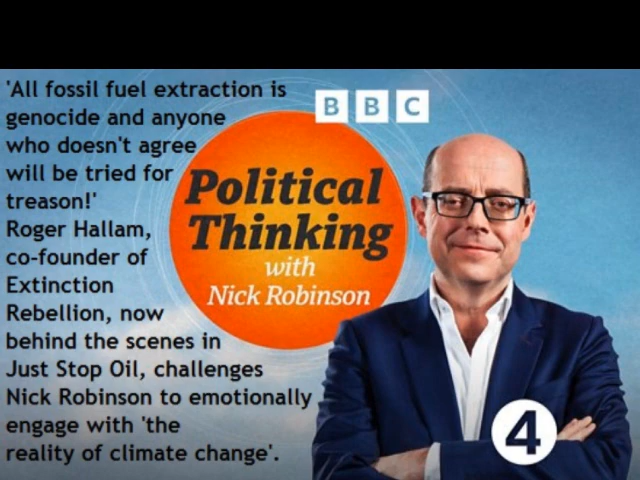 'All fossil fuel extraction is
genocide and anyone
who doesn't agree
will be tried for
treason!'
Roger Hallam,
co-founder of
Extinction
Rebellion, now
behind the scenes in
Just Stop Oil, challenges
Nick Robinson to emotionally
engage with 'the
reality of climate change'.
BBC
Political
Thinking
with
Nick Robinson
4